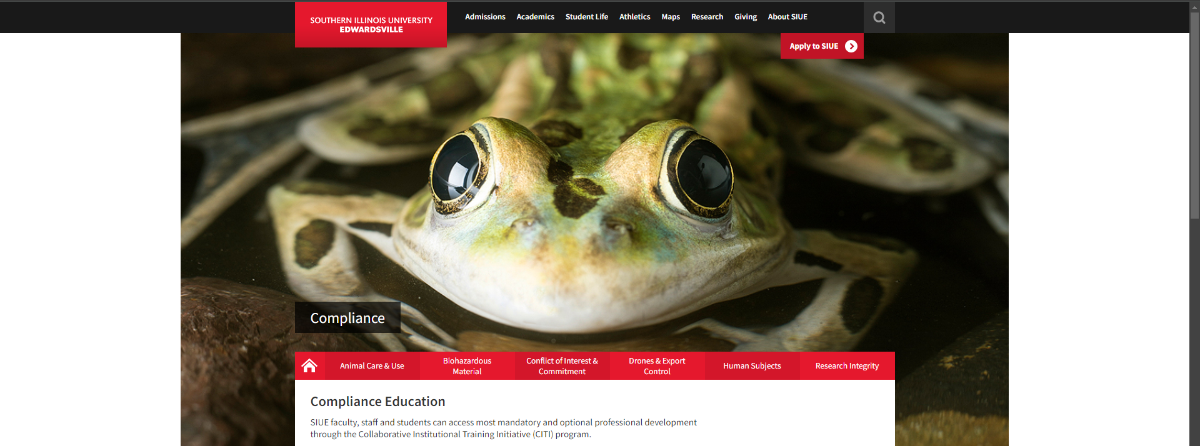 SOUTHERN ILLINOIS UNIVERSITY
EDWARDSVILLE
Admissions Academics Student Life Athletics Maps Research Giving About SIUE
Apply to SIUE
Compliance
Animal Care & Use
Biohazardous
Material
Conflict of Interest &
Commitment
Drones & Export
Control
Human Subjects
Research Integrity
Compliance Education
SIUE faculty, staff and students can access most mandatory and optional professional development
through the Collaborative Institutional Training Initiative (CITI) program.